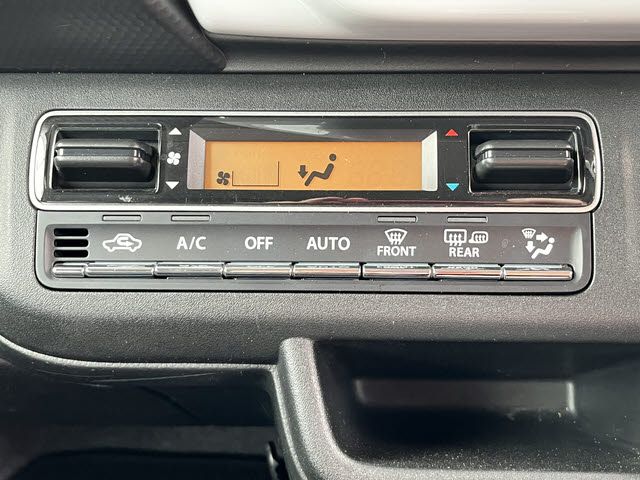 A/C OFF AUTO FRONT REAR